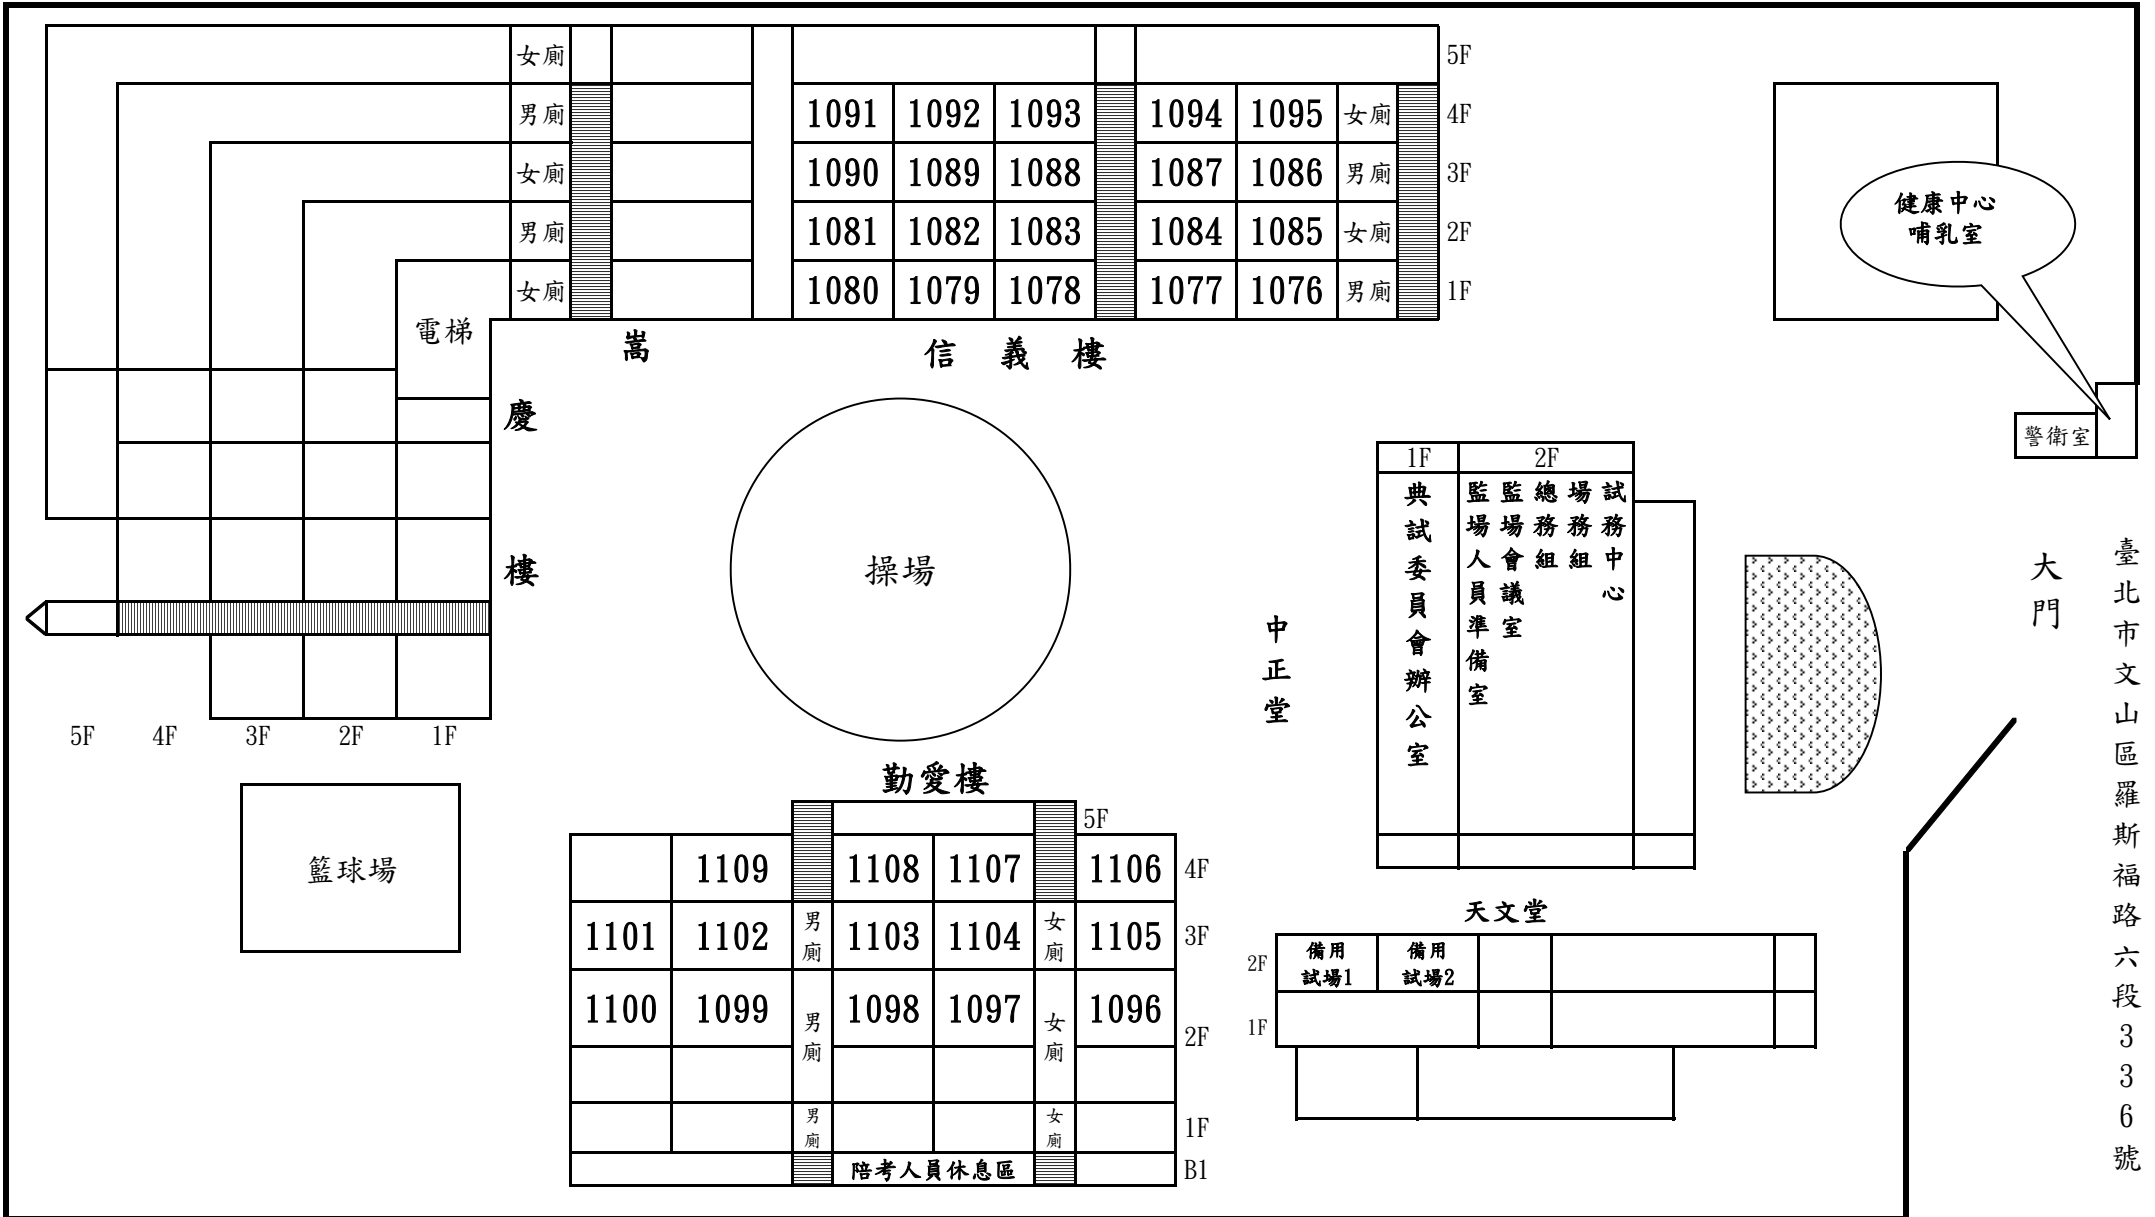 女廁 5F
男廁 1091 1092 1093 1094 1095 女廁 4F
女廁 1090 1089 1088 1087 1086 男廁 3F
男廁 1081 1082 1083 1084 1085 女廁 2F
女廁 1080 1079 1078 1077 1076 男廁 1F
電梯
嵩
慶
樓
信義樓
健康中心
哺乳室
警衛室
操場
5F 4F 3F 2F 1F
籃球場
中正堂
1F 2F
典試委員會辦公室
試務中心
場務組
總務組
監場會議室
監場人員準備室
大門
臺北市文山區羅斯福路六段336號
勤愛樓
5F
1109 1108 1107 1106 4F
1101 1102 男廁 1103 1104 女廁 1105 3F
1100 1099 男廁 1098 1097 女廁 1096 2F
男廁 女廁 1F
陪考人員休息區 B1
天文堂
2F
備用
試場1
備用
試場2
1F